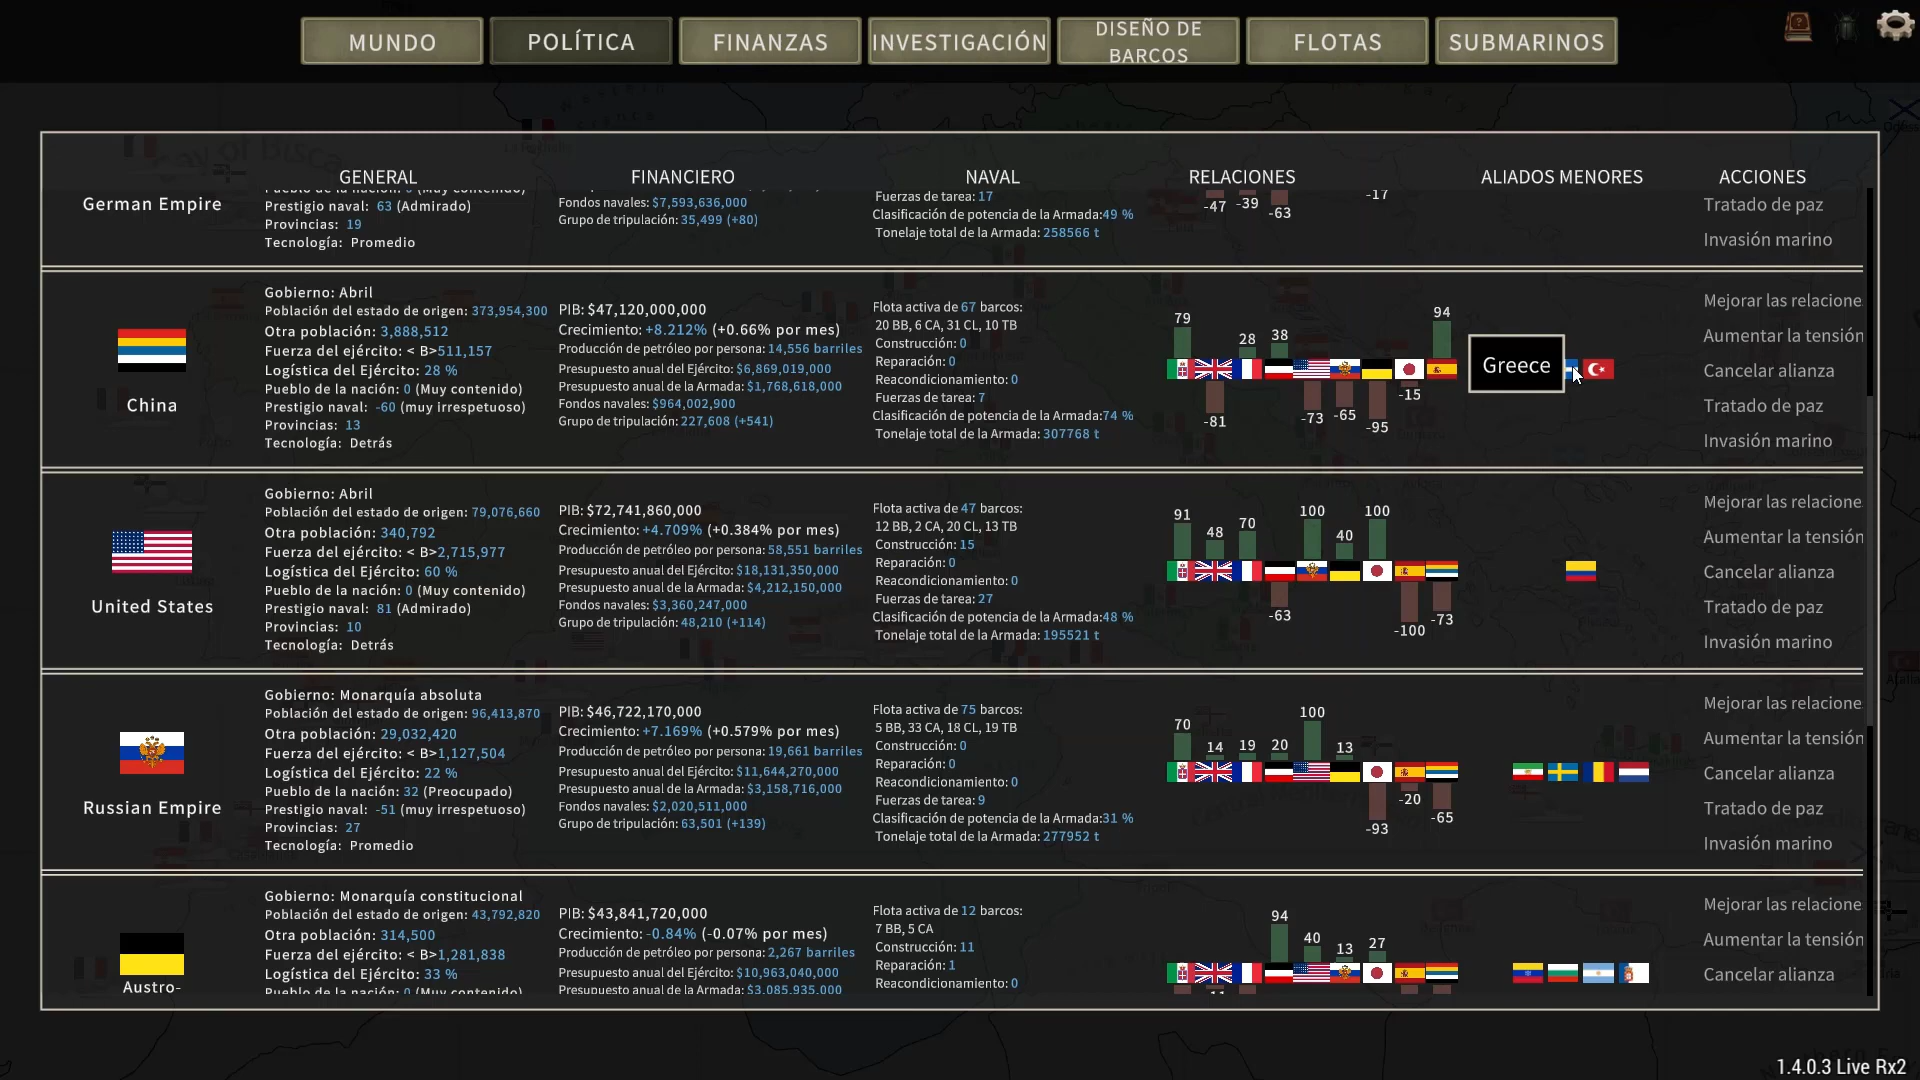 MUNDO
POLÍTICA
FINANZAS
INVESTIGACIÓN
DISEÑO DE
BARCOS
FLOTAS
SUBMARINOS
GENERAL
FINANCIERO
NAVAL
RELACIONES
ALIADOS MENORES
ACCIONES
German Empire
Pueblo de la nación: 0 (Muy contenido)
Prestigio naval: 63 (Admirado)
Provincias: 19
Tecnología: Promedio
Fondos navales: $7,593,636,000
Grupo de tripulación: 35,499 (+80)
Fuerzas de tarea: 17
Clasificación de potencia de la Armada:49 %
Tonelaje total de la Armada: 258566 t
-47 -39 -63 -17
Tratado de paz
Invasión marino
China
Gobierno: Abril
Población del estado de origen: 373,954,300
Otra población: 3,888,512
Fuerza del ejército: < B>511,157
Logística del Ejército: 28 %
Pueblo de la nación: 0 (Muy contenido)
Prestigio naval: -60 (muy irrespetuoso)
Provincias: 13
Tecnología: Detrás
PIB: $47,120,000,000
Crecimiento: +8.212% (+0.66% por mes)
Producción de petróleo por persona: 14,556 barriles
Presupuesto anual del Ejército: $6,869,019,000
Presupuesto anual de la Armada: $1,768,618,000
Fondos navales: $964,002,900
Grupo de tripulación: 227,608 (+541)
Flota activa de 67 barcos:
20 BB, 6 CA, 31 CL, 10 TB
Construcción: 0
Reparación: 0
Reacondicionamiento: 0
Fuerzas de tarea: 7
Clasificación de potencia de la Armada:74 %
Tonelaje total de la Armada: 307768 t
79 28 38 94
-81 -73 -65 -95 -15
Greece
Mejorar las relacione
Aumentar la tensión
Cancelar alianza
Tratado de paz
Invasión marino
United States
Gobierno: Abril
Población del estado de origen: 79,076,660
Otra población: 340,792
Fuerza del ejército: < B>2,715,977
Logística del Ejército: 60 %
Pueblo de la nación: 0 (Muy contenido)
Prestigio naval: 81 (Admirado)
Provincias: 10
Tecnología: Detrás
PIB: $72,741,860,000
Crecimiento: +4.709% (+0.384% por mes)
Producción de petróleo por persona: 58,551 barriles
Presupuesto anual del Ejército: $18,131,350,000
Presupuesto anual de la Armada: $4,212,150,000
Fondos navales: $3,360,247,000
Grupo de tripulación: 48,210 (+114)
Flota activa de 47 barcos:
12 BB, 2 CA, 20 CL, 13 TB
Construcción: 15
Reparación: 0
Reacondicionamiento: 0
Fuerzas de tarea: 27
Clasificación de potencia de la Armada:48 %
Tonelaje total de la Armada: 195521 t
91 48 70 100 40 100
-63 -100 -73
Mejorar las relacione
Aumentar la tensión
Cancelar alianza
Tratado de paz
Invasión marino
Russian Empire
Gobierno: Monarquía absoluta
Población del estado de origen: 96,413,870
Otra población: 29,032,420
Fuerza del ejército: < B>1,127,504
Logística del Ejército: 22 %
Pueblo de la nación: 32 (Preocupado)
Prestigio naval: -51 (muy irrespetuoso)
Provincias: 27
Tecnología: Promedio
PIB: $46,722,170,000
Crecimiento: +7.169% (+0.579% por mes)
Producción de petróleo por persona: 19,661 barriles
Presupuesto anual del Ejército: $11,644,270,000
Presupuesto anual de la Armada: $3,158,716,000
Fondos navales: $2,020,511,000
Grupo de tripulación: 63,501 (+139)
Flota activa de 75 barcos:
5 BB, 33 CA, 18 CL, 19 TB
Construcción: 0
Reparación: 0
Reacondicionamiento: 0
Fuerzas de tarea: 9
Clasificación de potencia de la Armada:31 %
Tonelaje total de la Armada: 277952 t
70 14 19 20 100 13
-93 -20 -65
Mejorar las relacione
Aumentar la tensión
Cancelar alianza
Tratado de paz
Invasión marino
Austro-
Gobierno: Monarquía constitucional
Población del estado de origen: 43,792,820
Otra población: 314,500
Fuerza del ejército: < B>1,281,838
Logística del Ejército: 33 %
Pueblo de la nación: 0 (Muy contenido)
PIB: $43,841,720,000
Crecimiento: -0.84% (-0.07% por mes)
Producción de petróleo por persona: 2,267 barriles
Presupuesto anual del Ejército: $10,963,040,000
Presupuesto anual de la Armada: $3,085,935,000
Flota activa de 12 barcos:
7 BB, 5 CA
Construcción: 11
Reparación: 1
Reacondicionamiento: 0
94 40 13 27
Mejorar las relacione
Aumentar la tensión
Cancelar alianza
1.4.0.3 Live Rx2